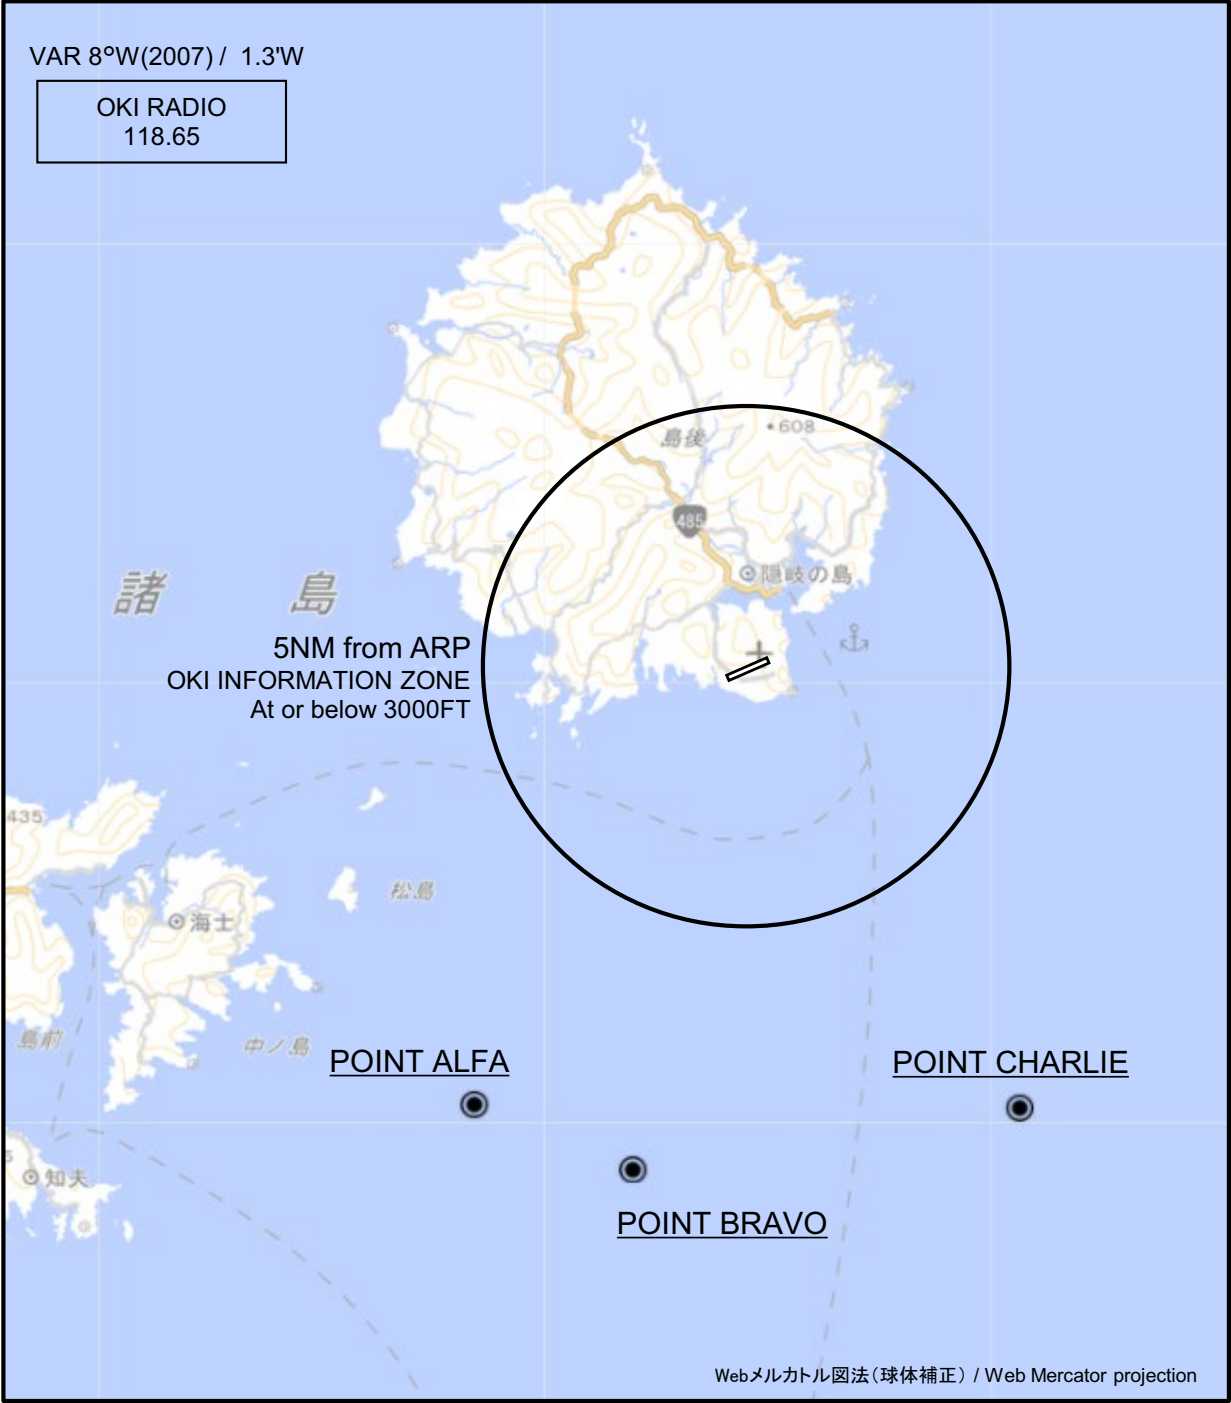 VAR 8°W(2007) / 1.3'W
OKI RADIO
118.65
島後
608
485
隠岐の島
諸 島
5NM from ARP
OKI INFORMATION ZONE
At or below 3000FT
435
松島
海士
島前
中ノ島
POINT ALFA
POINT CHARLIE
5
知夫
POINT BRAVO
Webメルカトル図法(球体補正) / Web Mercator projection